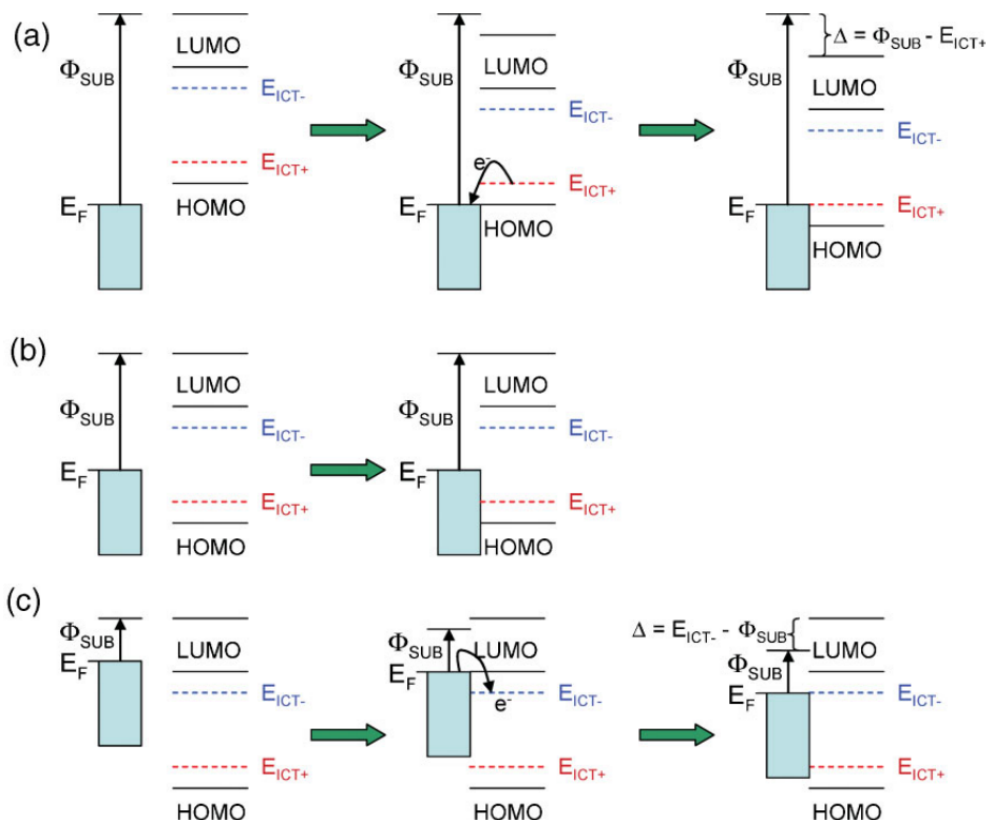 (a)
LUMO
Φ_SUB
E_ICT-
E_ICT+
E_F
HOMO
LUMO
Φ_SUB
E_ICT-
e⁻
E_ICT+
E_F
HOMO
Δ = Φ_SUB - E_ICT+
LUMO
Φ_SUB
E_ICT-
E_F
E_ICT+
HOMO
(b)
LUMO
Φ_SUB
E_ICT-
E_F
E_ICT+
HOMO
LUMO
Φ_SUB
E_ICT-
E_F
E_ICT+
HOMO
(c)
Φ_SUB
LUMO
E_F
E_ICT-
E_ICT+
HOMO
Φ_SUB
LUMO
E_F
E_ICT-
e⁻
E_ICT+
HOMO
Δ = E_ICT- - Φ_SUB
LUMO
Φ_SUB
E_F
E_ICT-
E_ICT+
HOMO